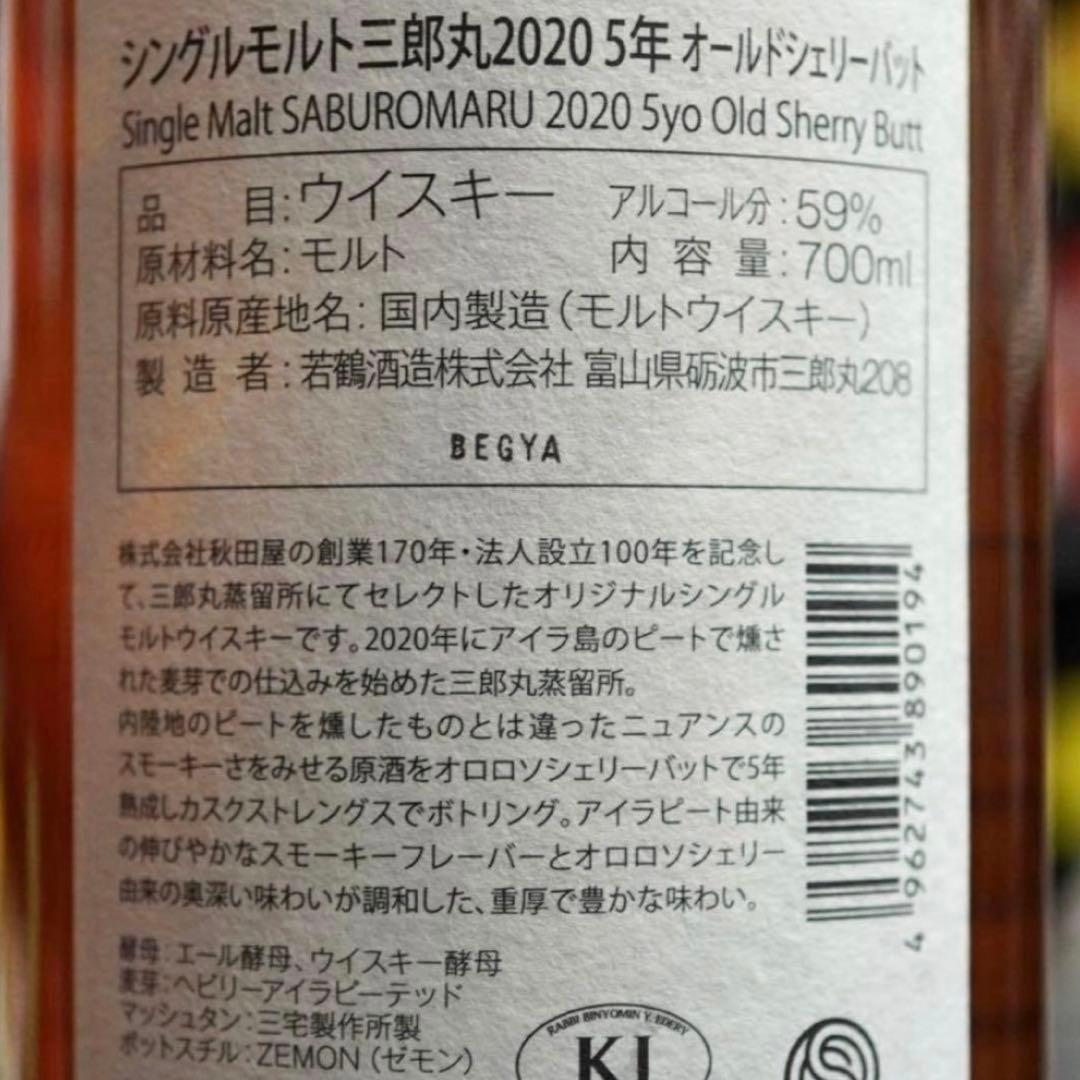 シングルモルト三郎丸2020 5年 オールドシェリーバット
Single Malt SABUROMARU 2020 5yo Old Sherry Butt
品 目:ウイスキー アルコール分:59%
原材料名:モルト 内容量:700ml
原料原産地名:国内製造(モルトウイスキー)
製造者:若鶴酒造株式会社 富山県砺波市三郎丸208
BEGYA
株式会社秋田屋の創業170年・法人設立100年を記念し
て、三郎丸蒸留所にてセレクトしたオリジナルシングル
モルトウイスキーです。2020年にアイラ島のピートで燻さ
れた麦芽での仕込みを始めた三郎丸蒸留所。
内陸地のピートを燻したものとは違ったニュアンスの
スモーキーさをみせる原酒をオロロソシェリーバットで5年
熟成しカスクストレングスでボトリング。アイラピート由来
の伸びやかなスモーキーフレーバーとオロロソシェリー
由来の奥深い味わいが調和した、重厚で豊かな味わい。
4 962743 890194
酵母:エール酵母、ウイスキー酵母
麦芽:ヘビリーアイラピーテッド
マッシュタン:三宅製作所製
ポットスチル:ZEMON(ゼモン)
RABBI BINYOMIN Y. EDERY
KJ